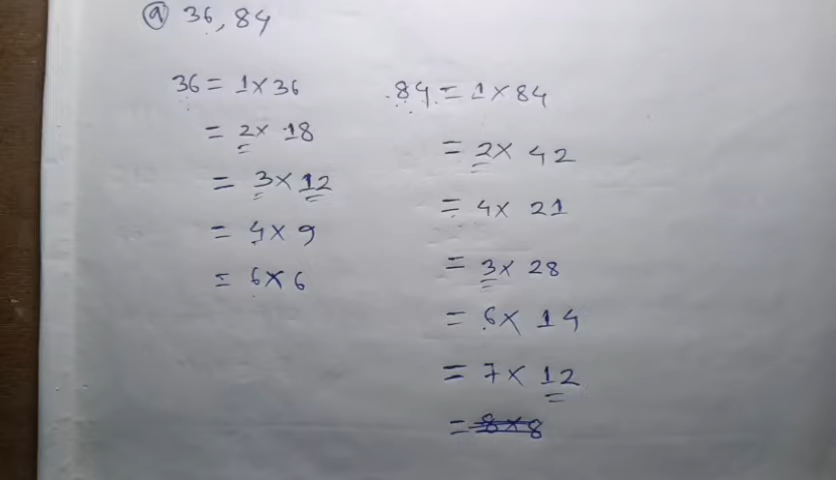 (a) 36, 84
36 = 1 × 36
= 2 × 18
= 3 × 12
= 4 × 9
= 6 × 6
84 = 1 × 84
= 2 × 42
= 4 × 21
= 3 × 28
= 6 × 14
= 7 × 12
= 8 × 8